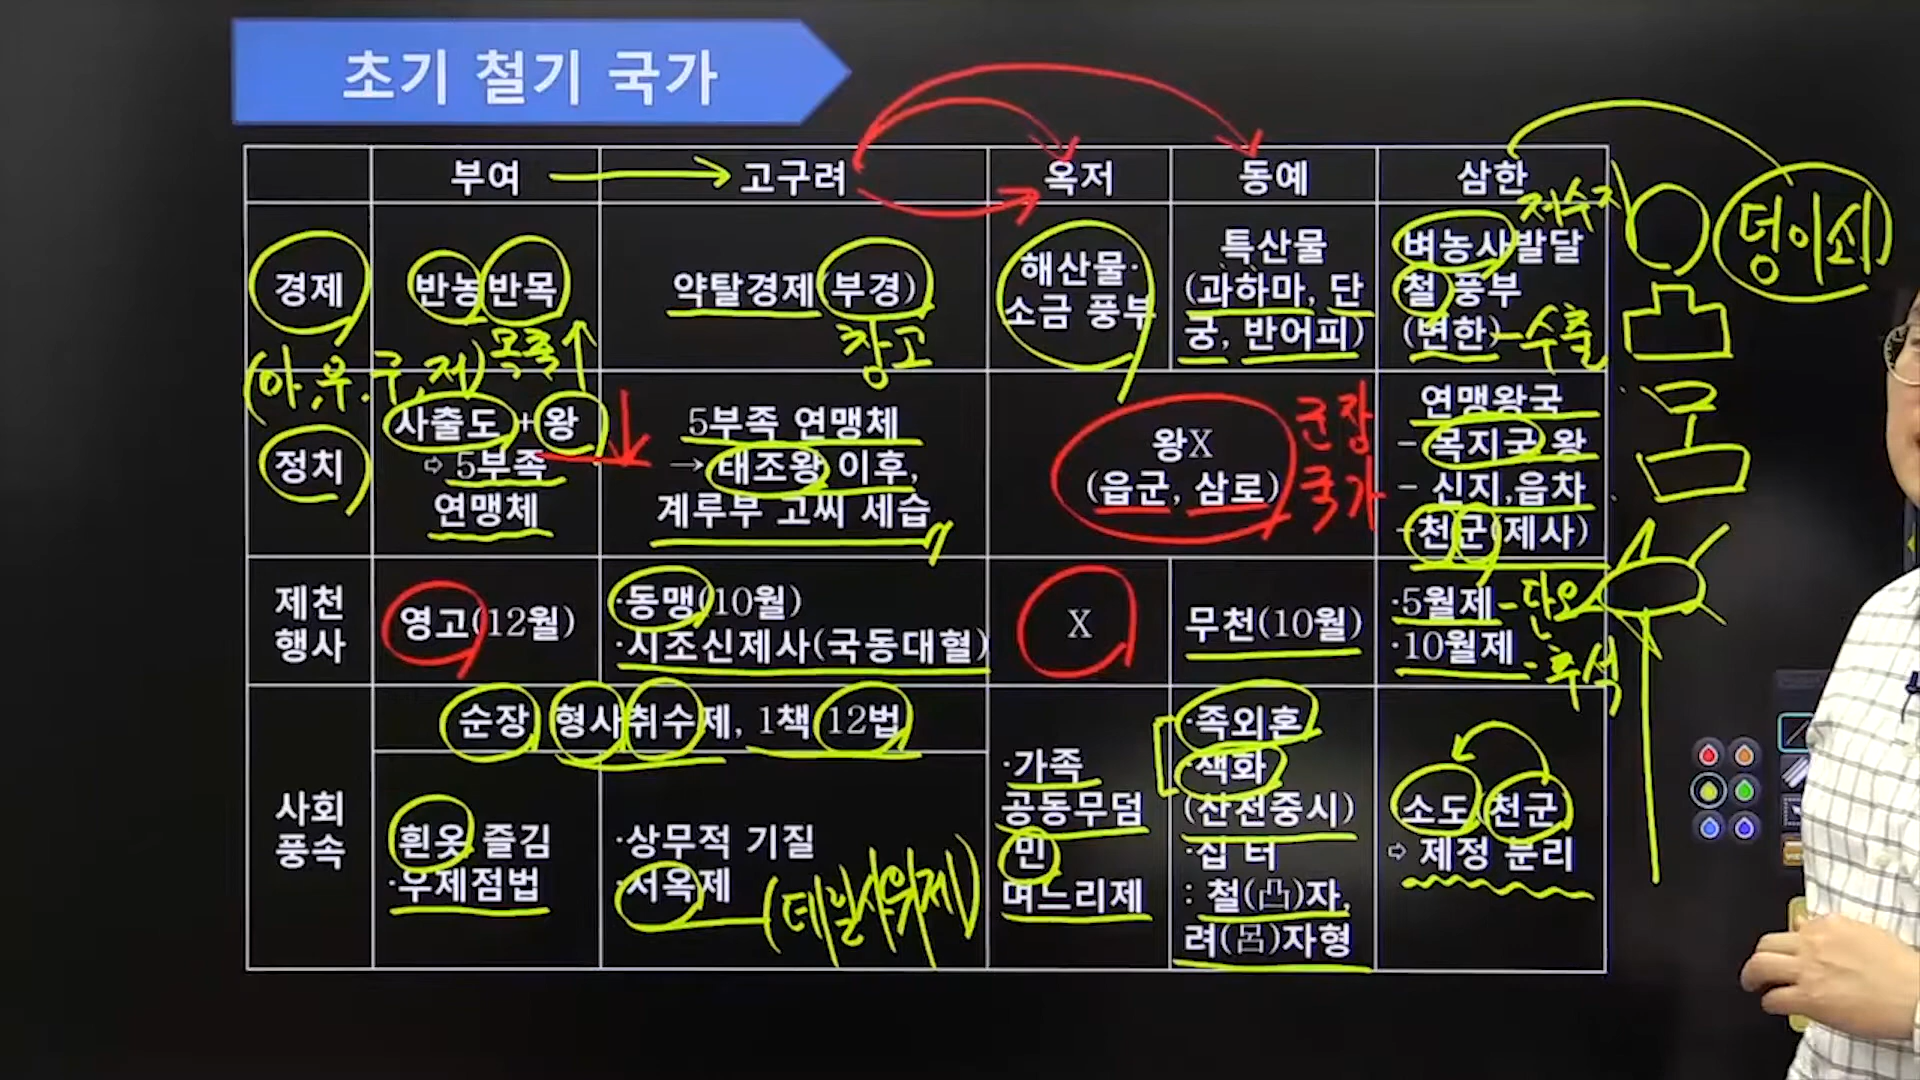 초기 철기 국가
부여 고구려 옥저 동예 삼한
저수지
덩이쇠
경제
반농반목
목축↑
약탈경제(부경)
창고
해산물·
소금 풍부
특산물
(과하마, 단
궁, 반어피)
벼농사발달
철 풍부
(변한)-수출
정치
(마, 우, 구, 저)
사출도 + 왕
⇨ 5부족
연맹체
5부족 연맹체
→ 태조왕 이후,
계루부 고씨 세습
왕X
(읍군, 삼로)
군장
국가
연맹왕국
- 목지국 왕
- 신지,읍차
-천군(제사)
제천
행사
영고(12월)
·동맹(10월)
·시조신제사(국동대혈)
X
무천(10월)
·5월제 -단오
·10월제 -추석
사회
풍속
순장, 형사취수제, 1책 12법
흰옷 즐김
·우제점법
·상무적 기질
·서옥제 (데릴사위제)
·가족
공동무덤
·민
며느리제
·족외혼
·책화
(산천중시)
·집 터
: 철(凸)자,
려(呂)자형
소도(천군)
⇨ 제정 분리